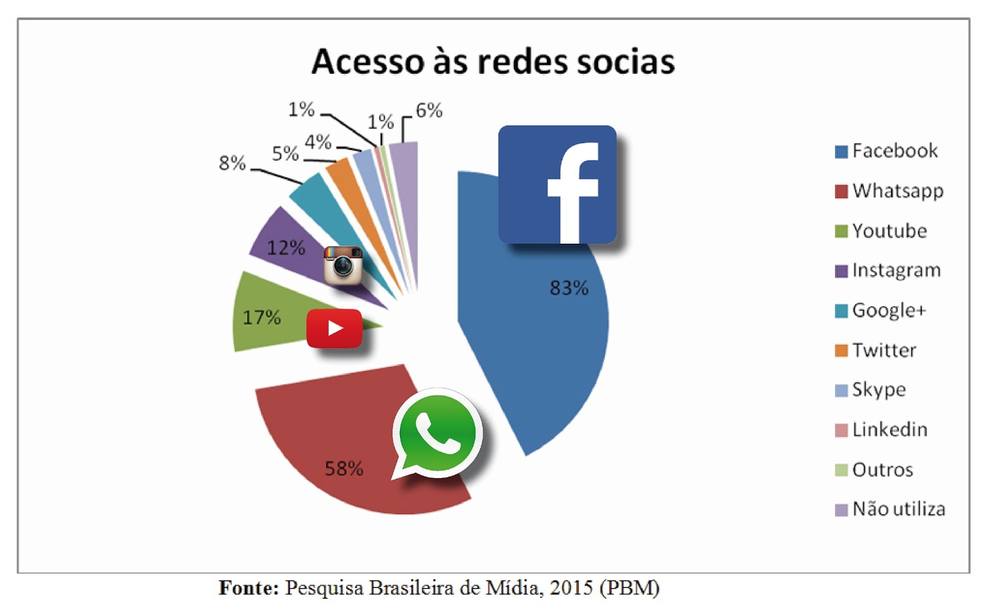 Acesso às redes socias
1%
1%
6%
4%
5%
8%
12%
17%
58%
83%
f
Facebook
Whatsapp
Youtube
Instagram
Google+
Twitter
Skype
Linkedin
Outros
Não utiliza
Fonte: Pesquisa Brasileira de Mídia, 2015 (PBM)